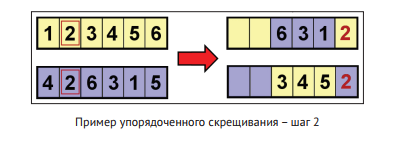 1 2 3 4 5 6 6 3 1 2
4 2 6 3 1 5 3 4 5 2
Пример упорядоченного скрещивания – шаг 2